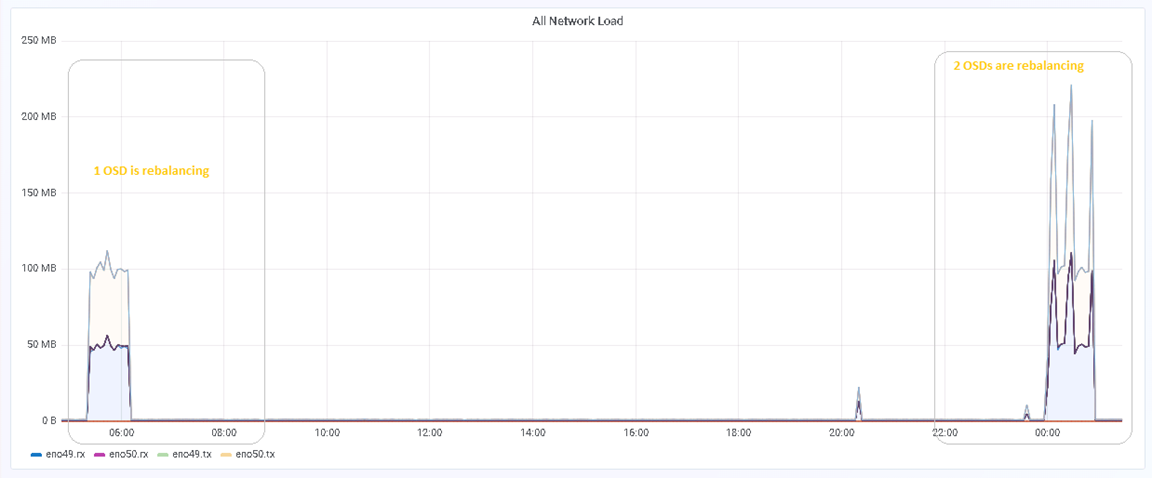 All Network Load
250 MB
2 OSDs are rebalancing
200 MB
1 OSD is rebalancing
150 MB
100 MB
50 MB
0 B
06:00 08:00 10:00 12:00 14:00 16:00 18:00 20:00 22:00 00:00
eno49.rx eno50.rx eno49.tx eno50.tx